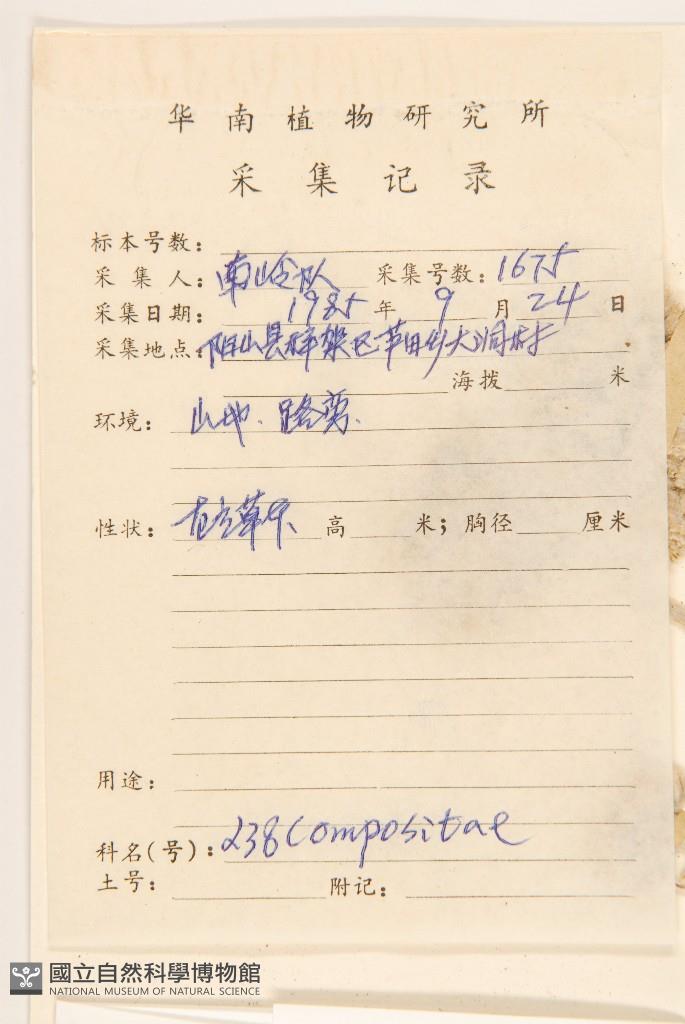 华南植物研究所
采集记录
标本号数：
采集人：南岭队 采集号数：1675
采集日期：1985年9月24日
采集地点：阳山县秤架区芦田乡大洞村
海拨 米
环境：山地．路旁．
性状：直立草本 高 米；胸径 厘米
用途：
科名(号)：238 Compositae
土号： 附记：
國立自然科學博物館
NATIONAL MUSEUM OF NATURAL SCIENCE